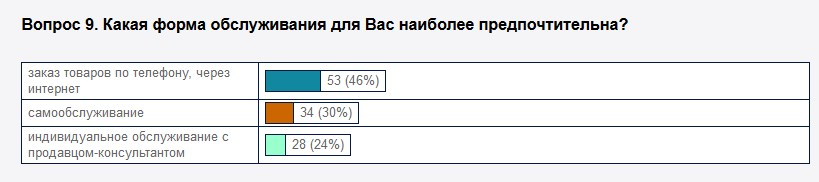 Вопрос 9. Какая форма обслуживания для Вас наиболее предпочтительна?
заказ товаров по телефону, через
интернет
53 (46%)
самообслуживание
34 (30%)
индивидуальное обслуживание с
продавцом-консультантом
28 (24%)